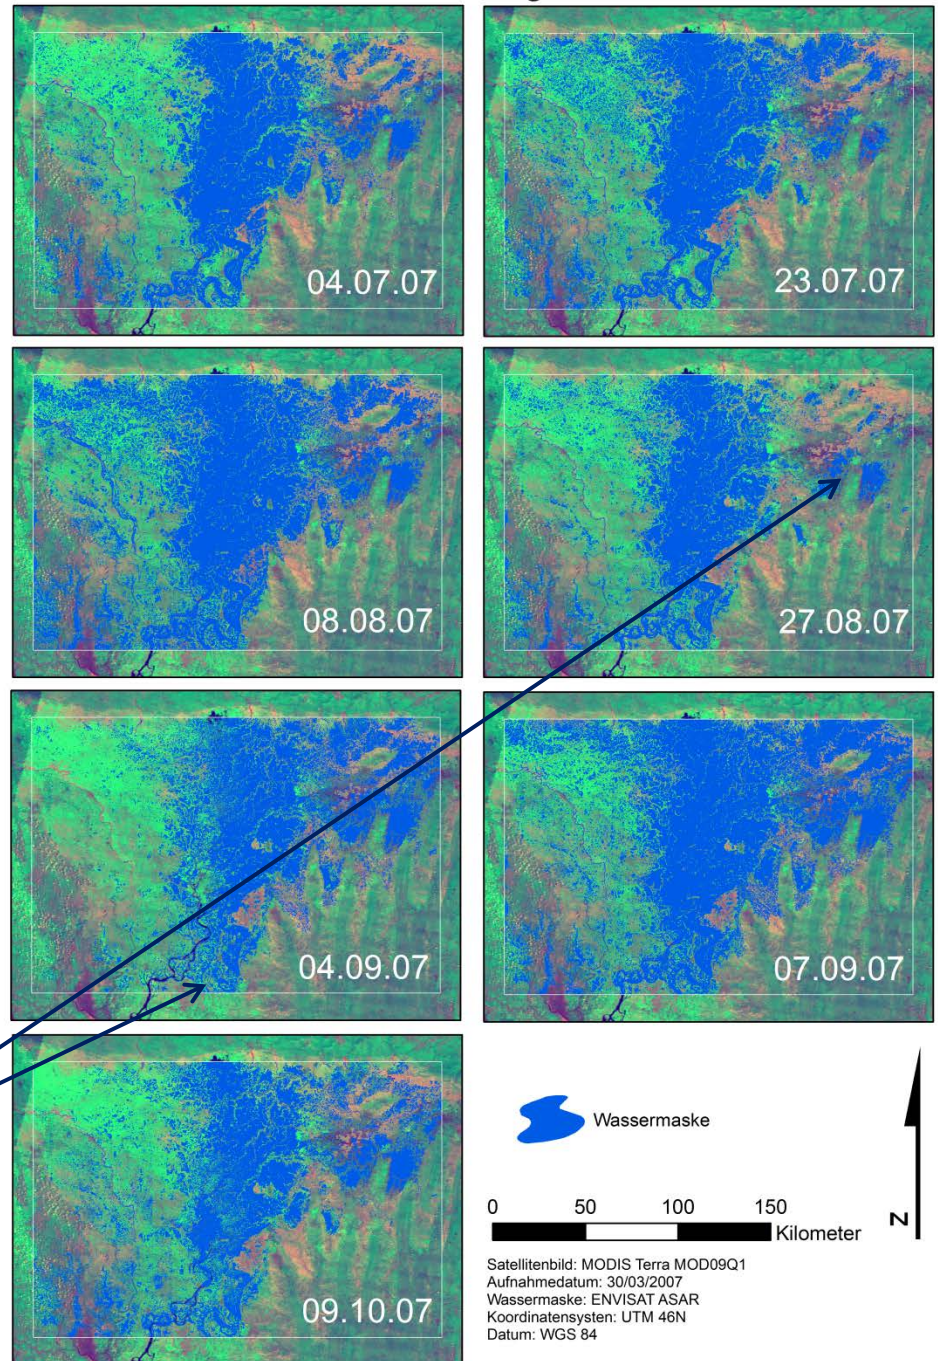 04.07.07
23.07.07
08.08.07
27.08.07
04.09.07
07.09.07
09.10.07
Wassermaske
0 50 100 150
Kilometer
N
Satellitenbild: MODIS Terra MOD09Q1
Aufnahmedatum: 30/03/2007
Wassermaske: ENVISAT ASAR
Koordinatensysten: UTM 46N
Datum: WGS 84